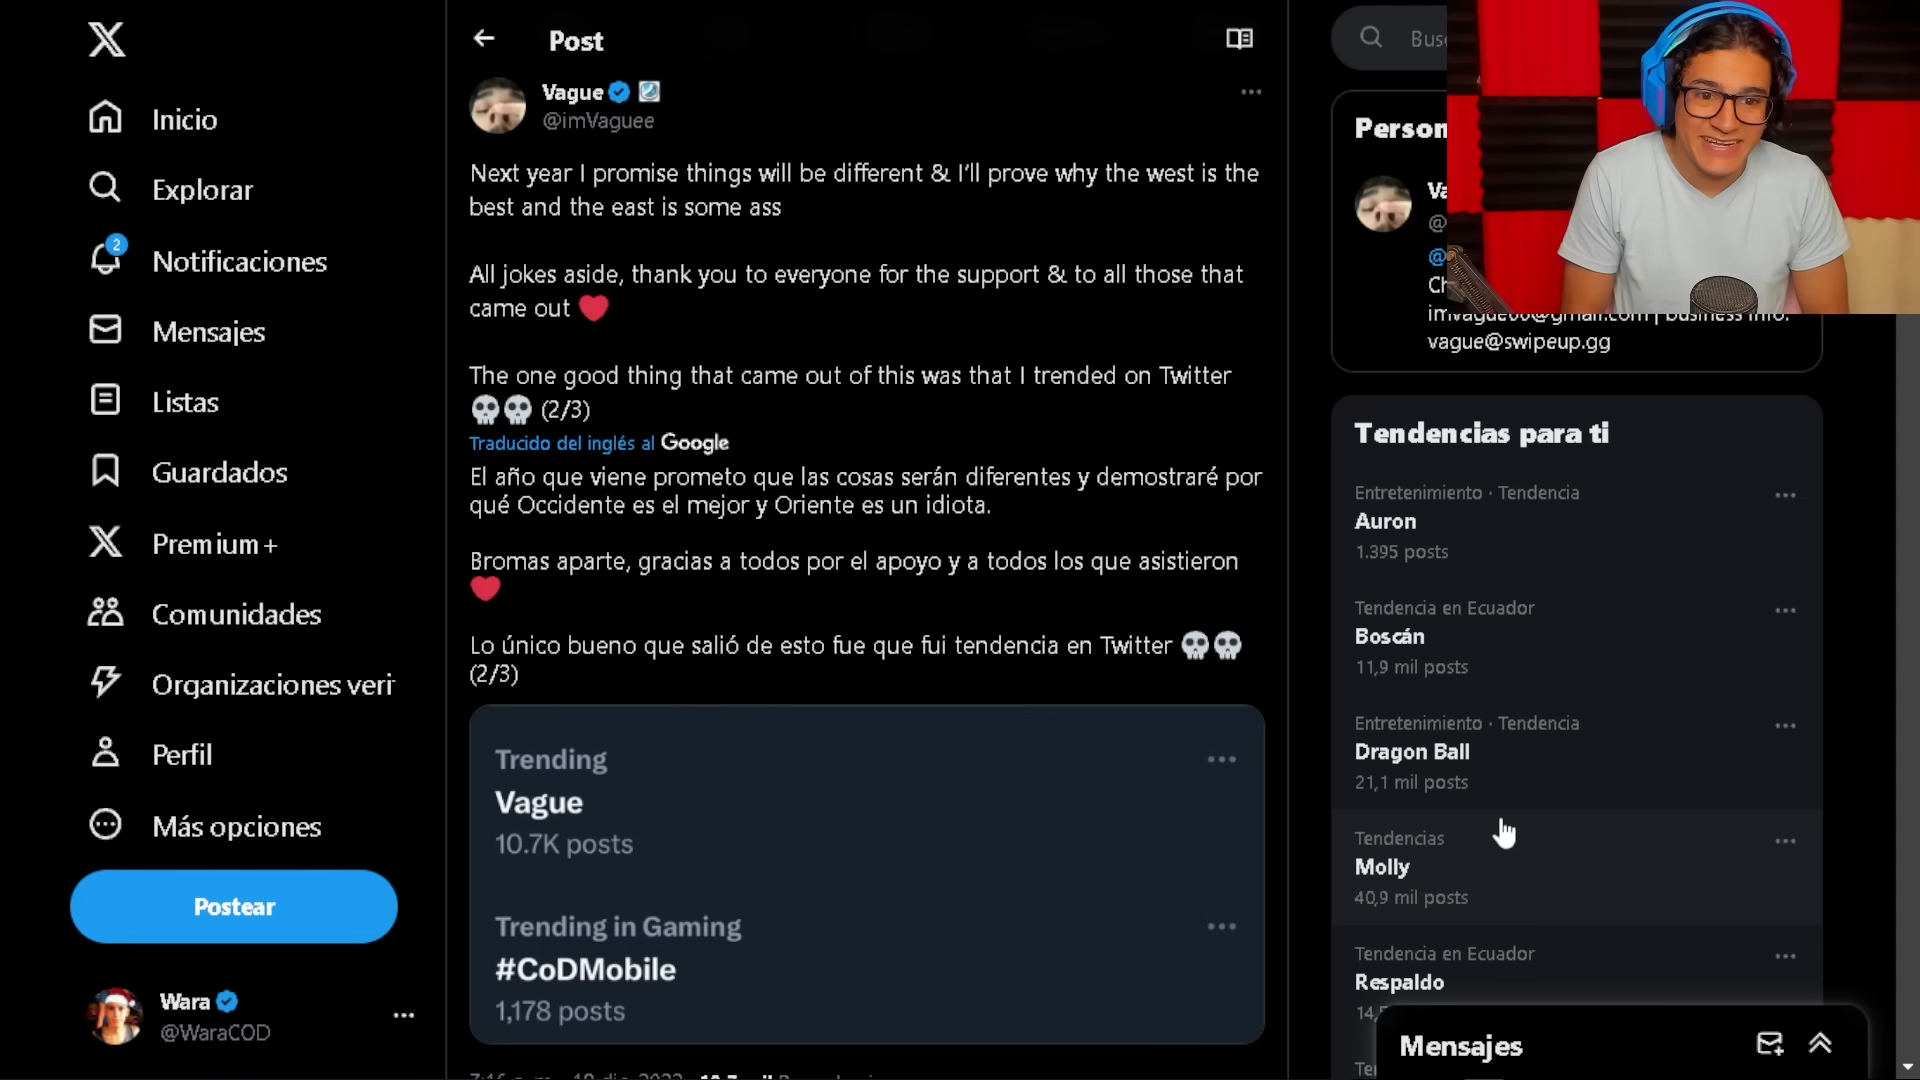 Inicio
Explorar
2
Notificaciones
Mensajes
Listas
Guardados
Premium+
Comunidades
Organizaciones veri
Perfil
Más opciones
Postear
Wara
@WaraCOD
Post
Vague
@imVaguee
Next year I promise things will be different & I'll prove why the west is the
best and the east is some ass
All jokes aside, thank you to everyone for the support & to all those that
came out ❤️
The one good thing that came out of this was that I trended on Twitter
💀💀 (2/3)
Traducido del inglés al Google
El año que viene prometo que las cosas serán diferentes y demostraré por
qué Occidente es el mejor y Oriente es un idiota.
Bromas aparte, gracias a todos por el apoyo y a todos los que asistieron
❤️
Lo único bueno que salió de esto fue que fui tendencia en Twitter 💀💀
(2/3)
Trending
Vague
10.7K posts
Trending in Gaming
#CoDMobile
1,178 posts
vague@swipeup.gg
Tendencias para ti
Entretenimiento · Tendencia
Auron
1.395 posts
Tendencia en Ecuador
Boscán
11,9 mil posts
Entretenimiento · Tendencia
Dragon Ball
21,1 mil posts
Tendencias
Molly
40,9 mil posts
Tendencia en Ecuador
Respaldo
Mensajes